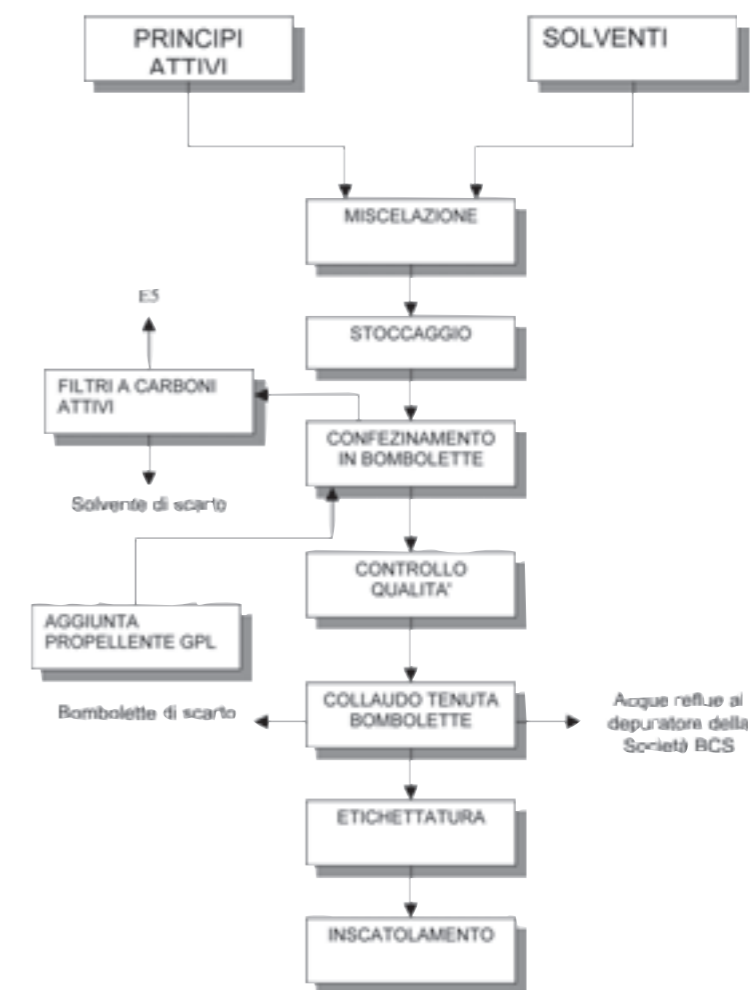 PRINCIPI
ATTIVI
SOLVENTI
MISCELAZIONE
E5
STOCCAGGIO
FILTRI A CARBONI
ATTIVI
CONFEZINAMENTO
IN BOMBOLETTE
Solvente di scarto
CONTROLLO
QUALITA'
AGGIUNTA
PROPELLENTE GPL
Bombolette di scarto
COLLAUDO TENUTA
BOMBOLETTE
Acque reflue al
depuratore della
Società BCS
ETICHETTATURA
INSCATOLAMENTO